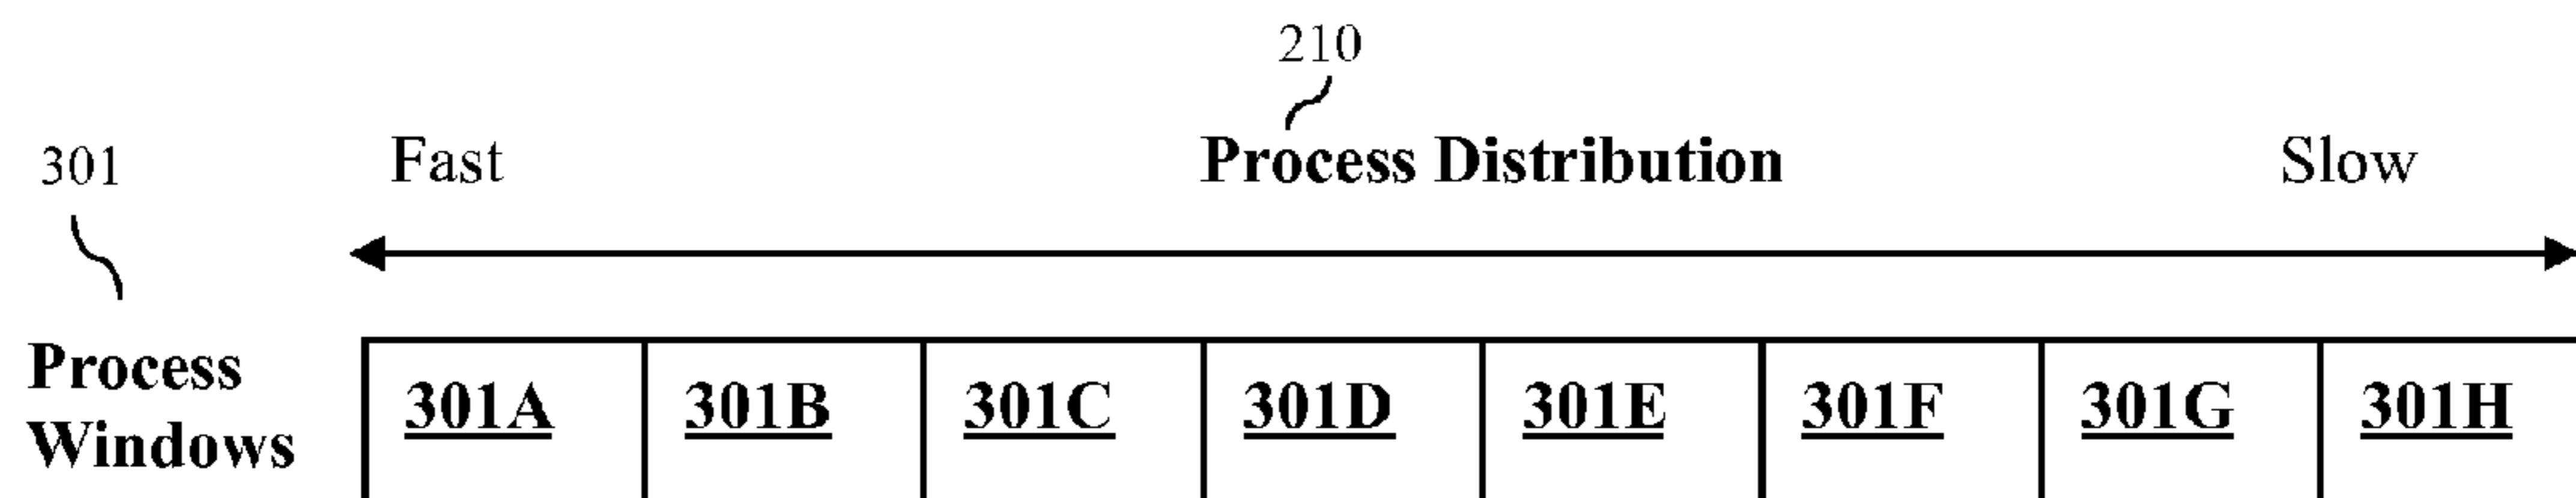 210
301 Fast Process Distribution Slow
Process
Windows
301A 301B 301C 301D 301E 301F 301G 301H